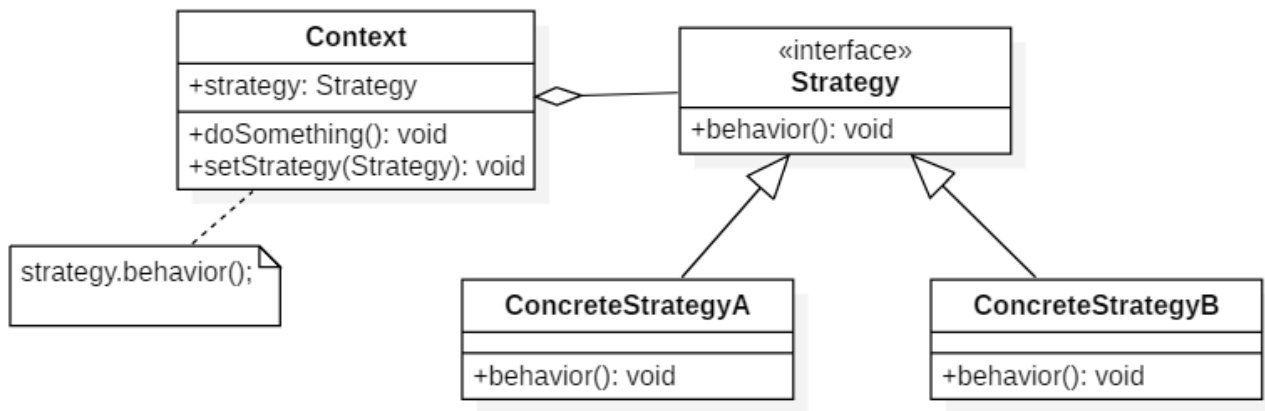 Context
+strategy: Strategy
+doSomething(): void
+setStrategy(Strategy): void
«interface»
Strategy
+behavior(): void
strategy.behavior();
ConcreteStrategyA
+behavior(): void
ConcreteStrategyB
+behavior(): void